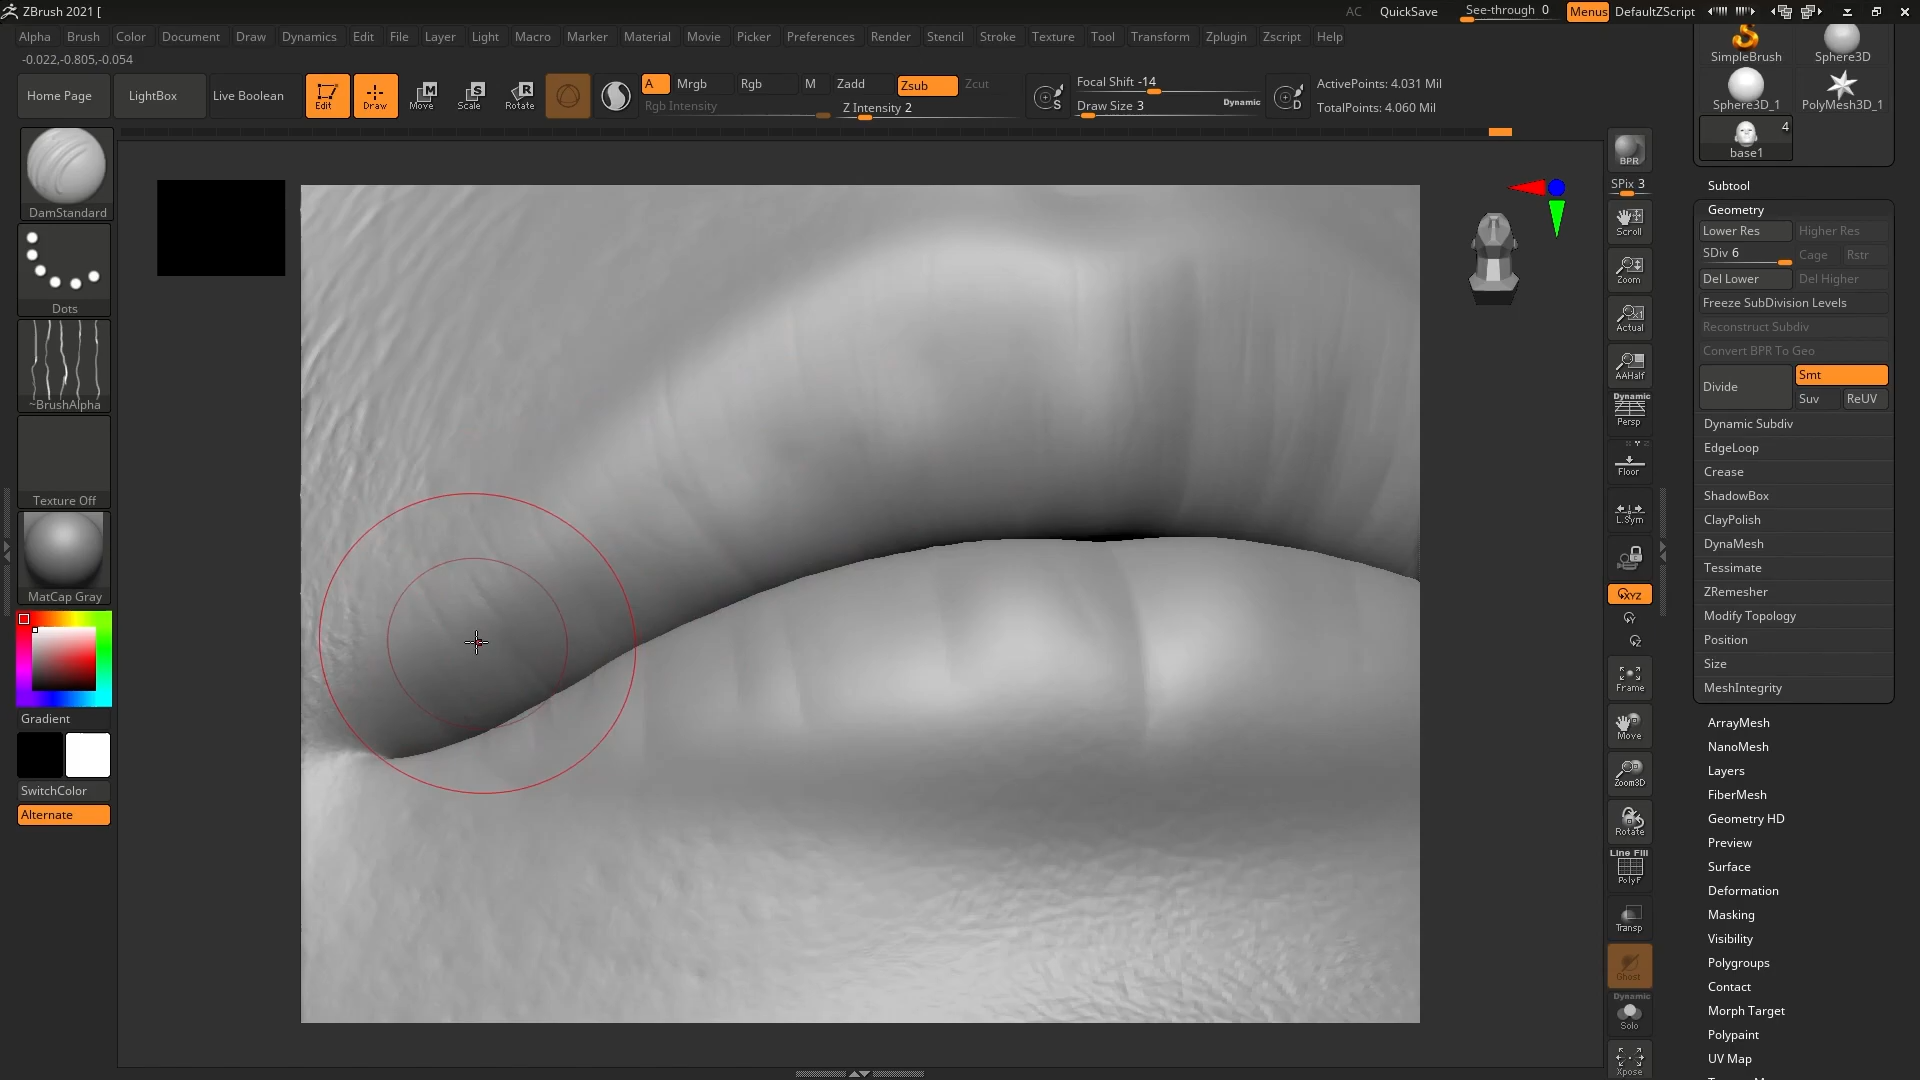 ZBrush 2021 [
AC QuickSave See-through 0 Menus DefaultZScript
Alpha Brush Color Document Draw Dynamics Edit File Layer Light Macro Marker Material Movie Picker Preferences Render Stencil Stroke Texture Tool Transform Zplugin Zscript Help
-0.022,-0.805,-0.054
Home Page LightBox Live Boolean Edit Draw Move Scale Rotate
A Mrgb Rgb M Zadd Zsub Zcut
Rgb Intensity Z Intensity 2
S Focal Shift -14
Draw Size 3 Dynamic
D ActivePoints: 4.031 Mil
TotalPoints: 4.060 Mil
DamStandard
Dots
~BrushAlpha
Texture Off
MatCap Gray
Gradient
SwitchColor
Alternate
BPR
SPix 3
Scroll
Zoom
Actual
AAHalf
Dynamic
Persp
Floor
L.Sym
XYZ
Y
Z
Frame
Move
Zoom3D
Rotate
Line Fill
PolyF
Transp
Ghost
Dynamic
Solo
Xpose
SimpleBrush Sphere3D
Sphere3D_1 PolyMesh3D_1
4
base1
Subtool
Geometry
Lower Res Higher Res
SDiv 6 Cage Rstr
Del Lower Del Higher
Freeze SubDivision Levels
Reconstruct Subdiv
Convert BPR To Geo
Divide Smt
Suv ReUV
Dynamic Subdiv
EdgeLoop
Crease
ShadowBox
ClayPolish
DynaMesh
Tessimate
ZRemesher
Modify Topology
Position
Size
MeshIntegrity
ArrayMesh
NanoMesh
Layers
FiberMesh
Geometry HD
Preview
Surface
Deformation
Masking
Visibility
Polygroups
Contact
Morph Target
Polypaint
UV Map